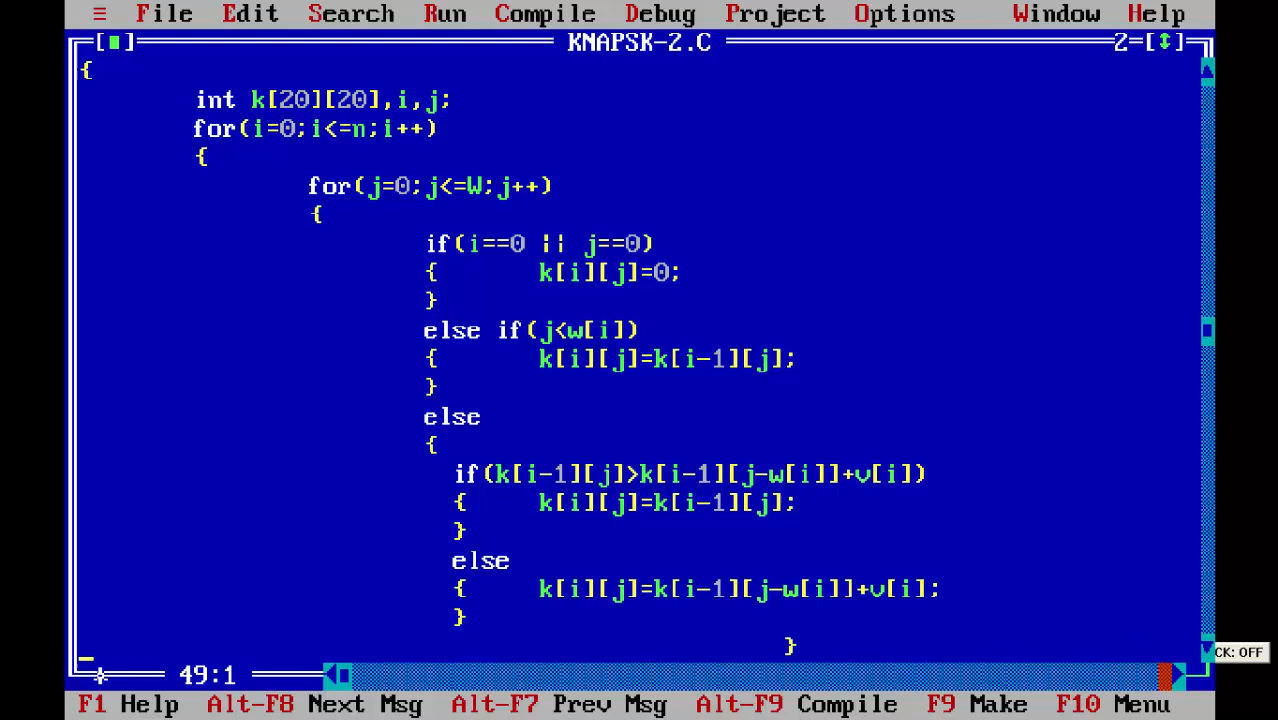 ≡ File Edit Search Run Compile Debug Project Options Window Help
[■] KNAPSK-2.C 2=[↕]
{
int k[20][20],i,j;
for(i=0;i<=n;i++)
{
for(j=0;j<=W;j++)
{
if(i==0 || j==0)
{ k[i][j]=0;
}
else if(j<w[i])
{ k[i][j]=k[i-1][j];
}
else
{
if(k[i-1][j]>k[i-1][j-w[i]]+v[i])
{ k[i][j]=k[i-1][j];
}
else
{ k[i][j]=k[i-1][j-w[i]]+v[i];
}
}
49:1
CK: OFF
F1 Help Alt-F8 Next Msg Alt-F7 Prev Msg Alt-F9 Compile F9 Make F10 Menu